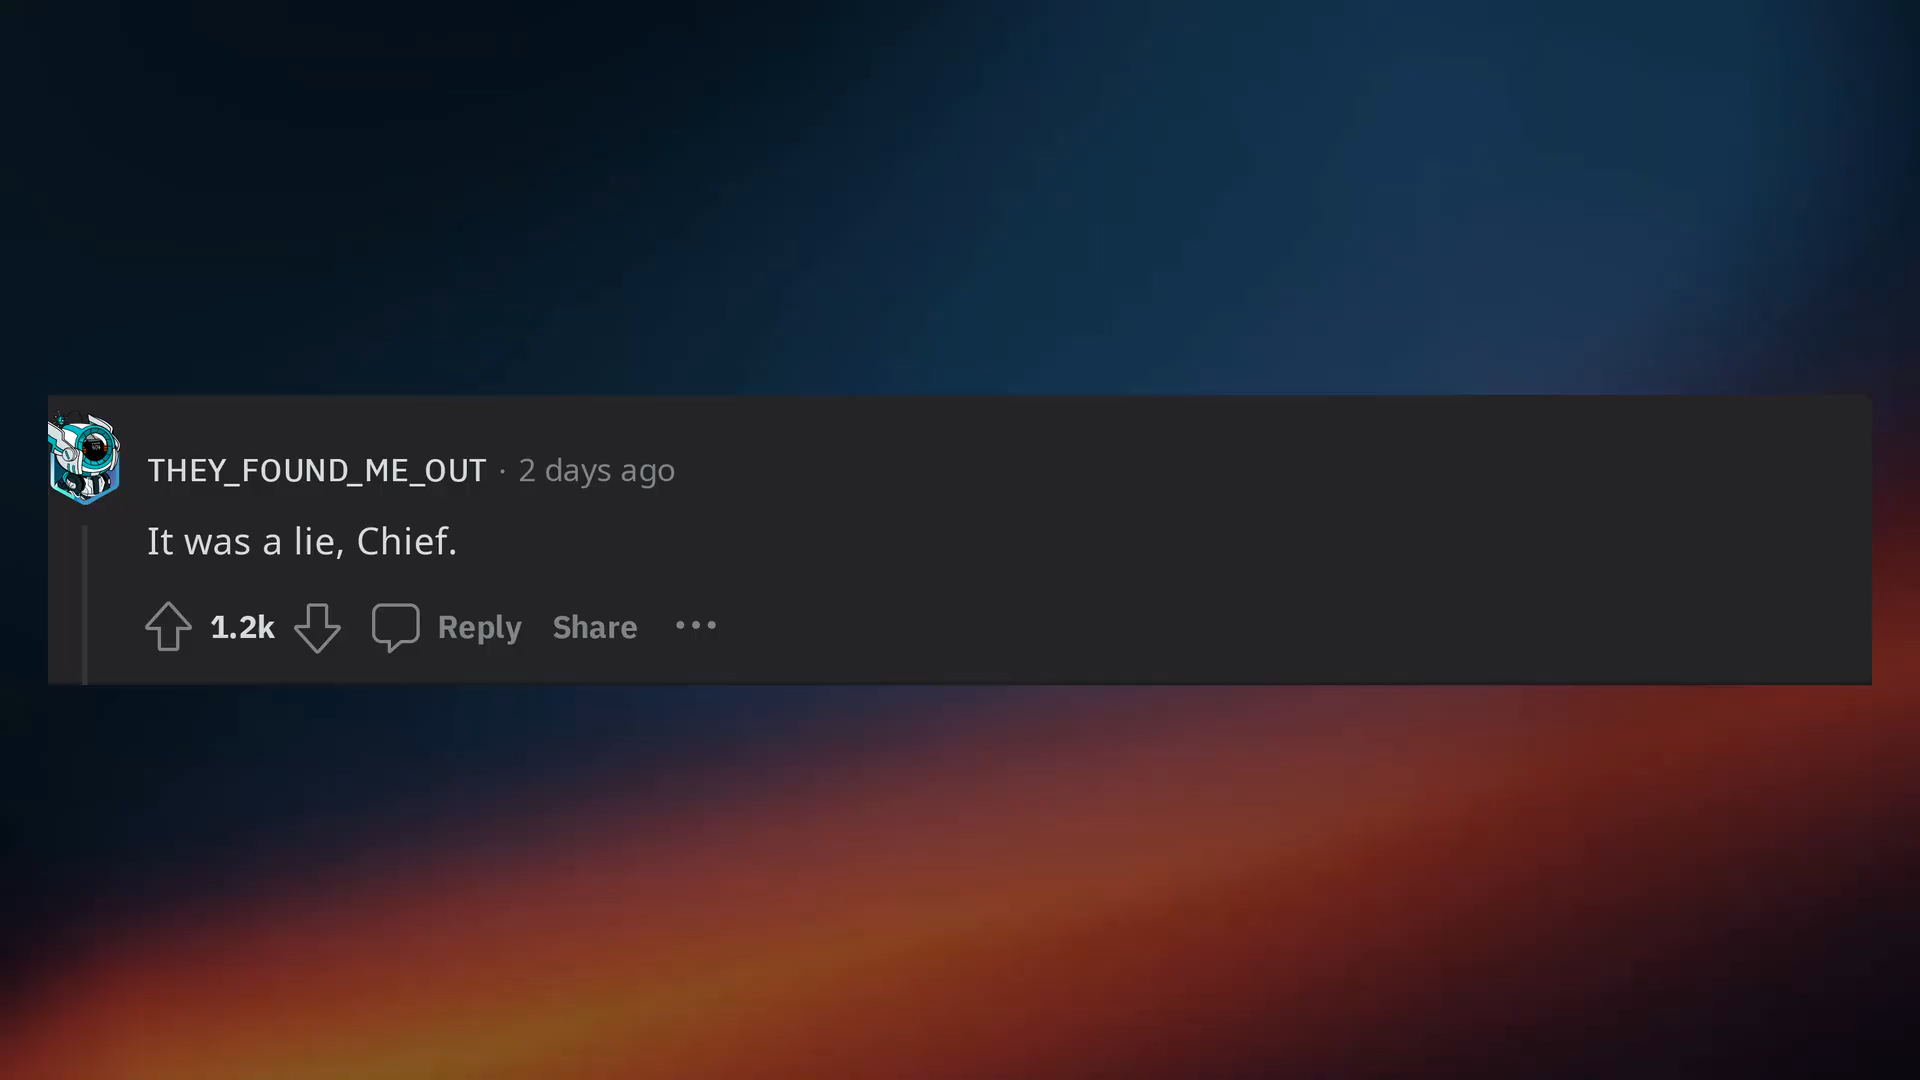 THEY_FOUND_ME_OUT · 2 days ago
It was a lie, Chief.
1.2k Reply Share ···